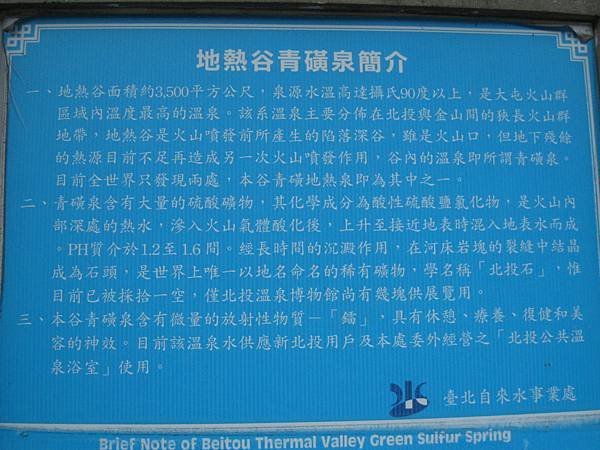 地熱谷青磺泉簡介
一、地熱谷面積約3,500平方公尺，泉源水溫高達攝氏90度以上，是大屯火山群
區域內溫度最高的溫泉。該系溫泉主要分佈在北投與金山間的狹長火山群
地帶，地熱谷是火山噴發前所產生的陷落深谷，雖是火山口，但地下殘餘
的熱源目前不足再造成另一次火山噴發作用，谷內的溫泉即所謂青磺泉。
目前全世界只發現兩處，本谷青磺地熱泉即為其中之一。
二、青磺泉含有大量的硫酸礦物，其化學成分為酸性硫酸鹽氯化物，是火山內
部深處的熱水，滲入火山氣體酸化後，上升至接近地表時混入地表水而成
。PH質介於1.2至1.6間。經長時間的沉澱作用，在河床岩塊的裂縫中結晶
成為石頭，是世界上唯一以地名命名的稀有礦物，學名稱「北投石」，惟
目前已被採拾一空，僅北投溫泉博物館尚有幾塊供展覽用。
三、本谷青磺泉含有微量的放射性物質－「鐳」，具有休憩、療養、復健和美
容的神效。目前該溫泉水供應新北投用戶及本處委外經營之「北投公共溫
泉浴室」使用。
臺北自來水事業處
Brief Note of Beitou Thermal Valley Green Sulfur Spring